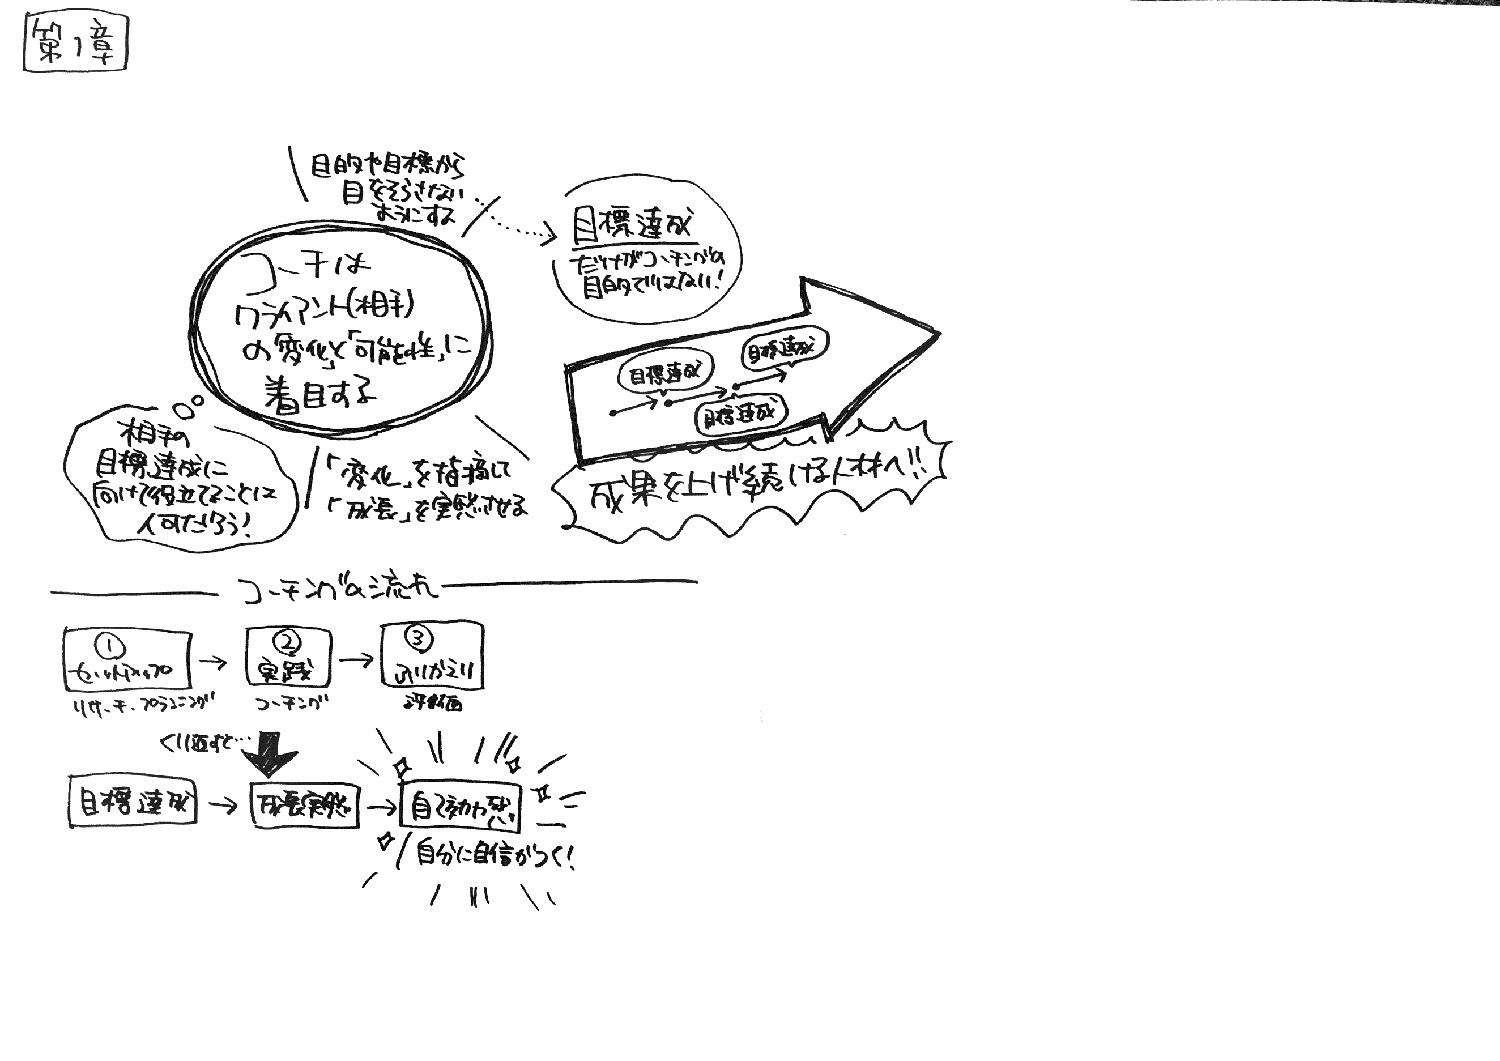 第1章
目的や目標から
目をそらさない
ようにする
目標達成
だけがコーチングの
目的ではない!
コーチは
クライアント(相手)
の「変化」と「可能性」に
着目する
相手の
目標達成に
向けて役立てることは
何だろう!
「変化」を指摘して
「成長」を実感させる
目標達成
目標達成
目標達成
成果を上げ続ける人材へ!!
コーチングの流れ
① → ② → ③
セットアップ 実践 ふりかえり
リサーチ・プランニング コーチング 評価
くり返すと…
目標達成 → 成長実感 → 自己効力感
自分に自信がつく!